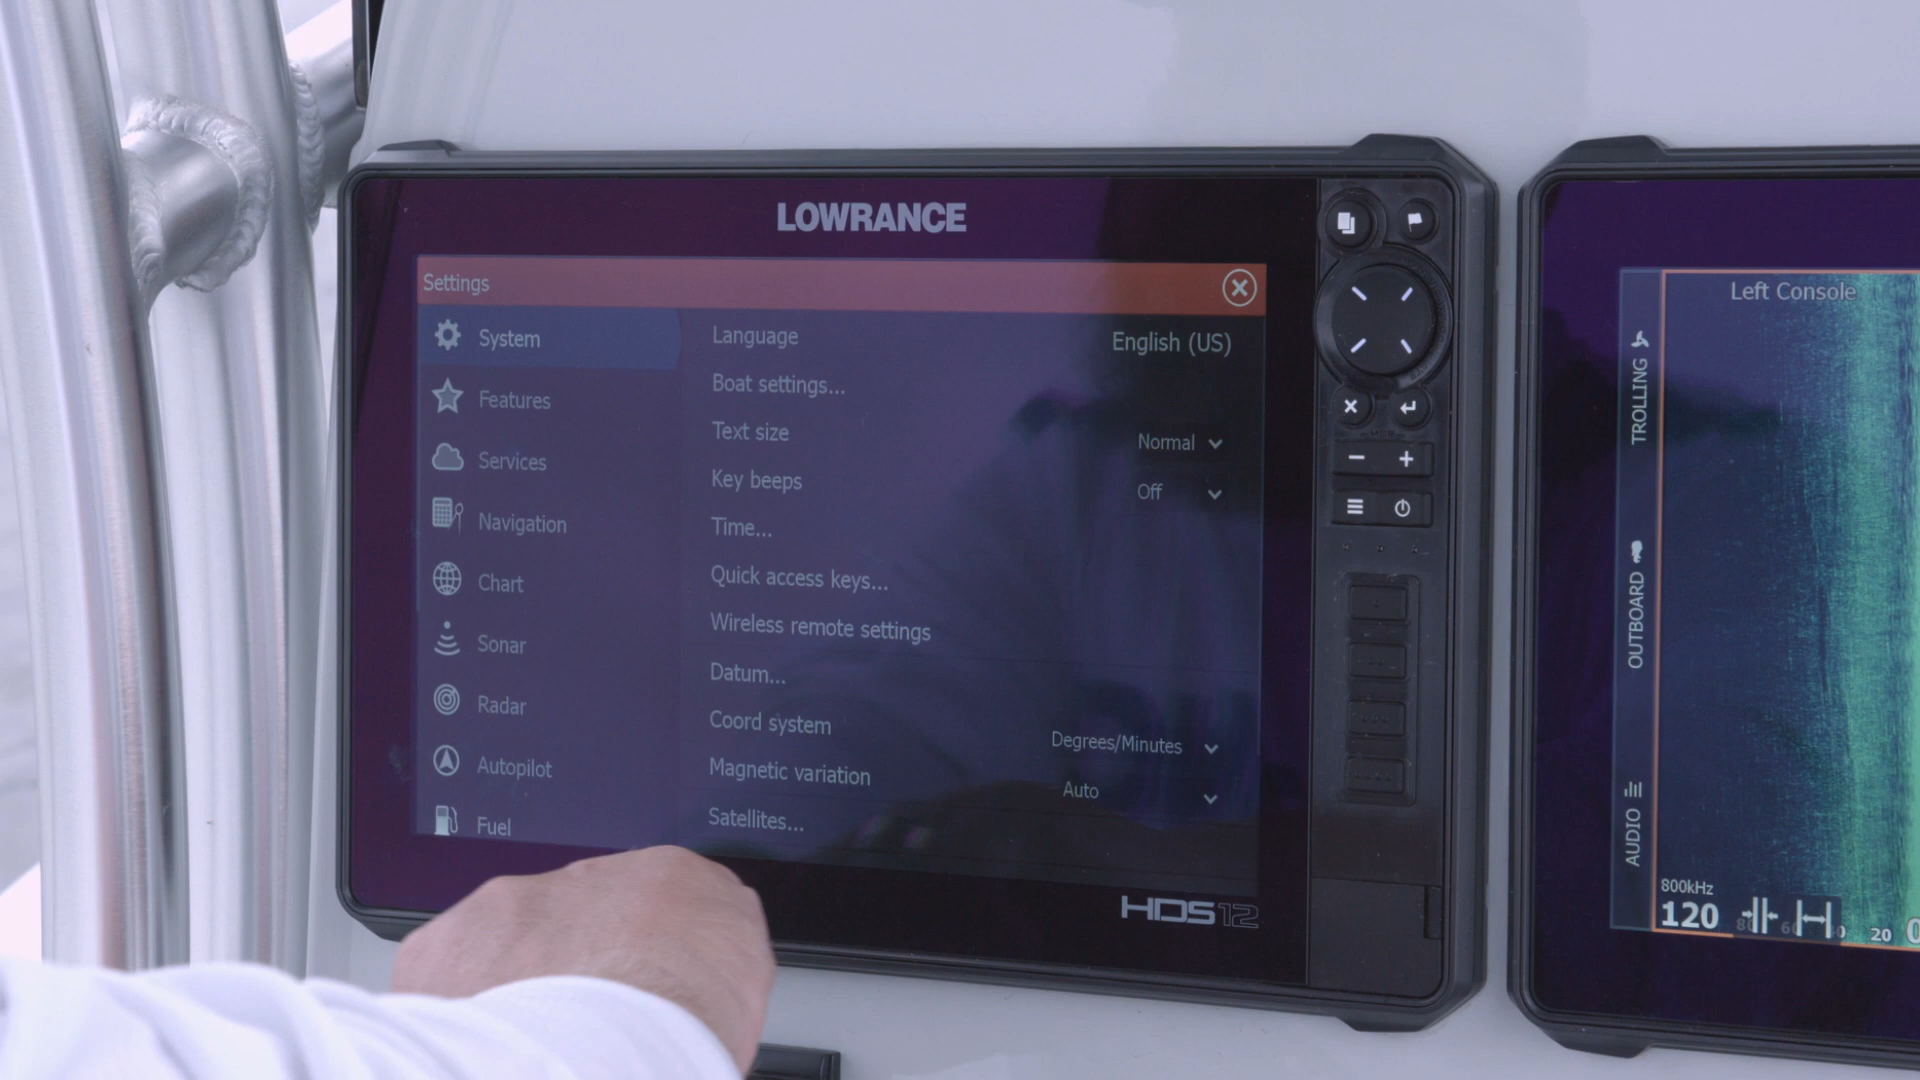 LOWRANCE
Settings
System
Features
Services
Navigation
Chart
Sonar
Radar
Autopilot
Fuel
Language English (US)
Boat settings...
Text size Normal
Key beeps Off
Time...
Quick access keys...
Wireless remote settings
Datum...
Coord system Degrees/Minutes
Magnetic variation Auto
Satellites...
HDS 12
Left Console
TROLLING
OUTBOARD
AUDIO
800kHz
120
20